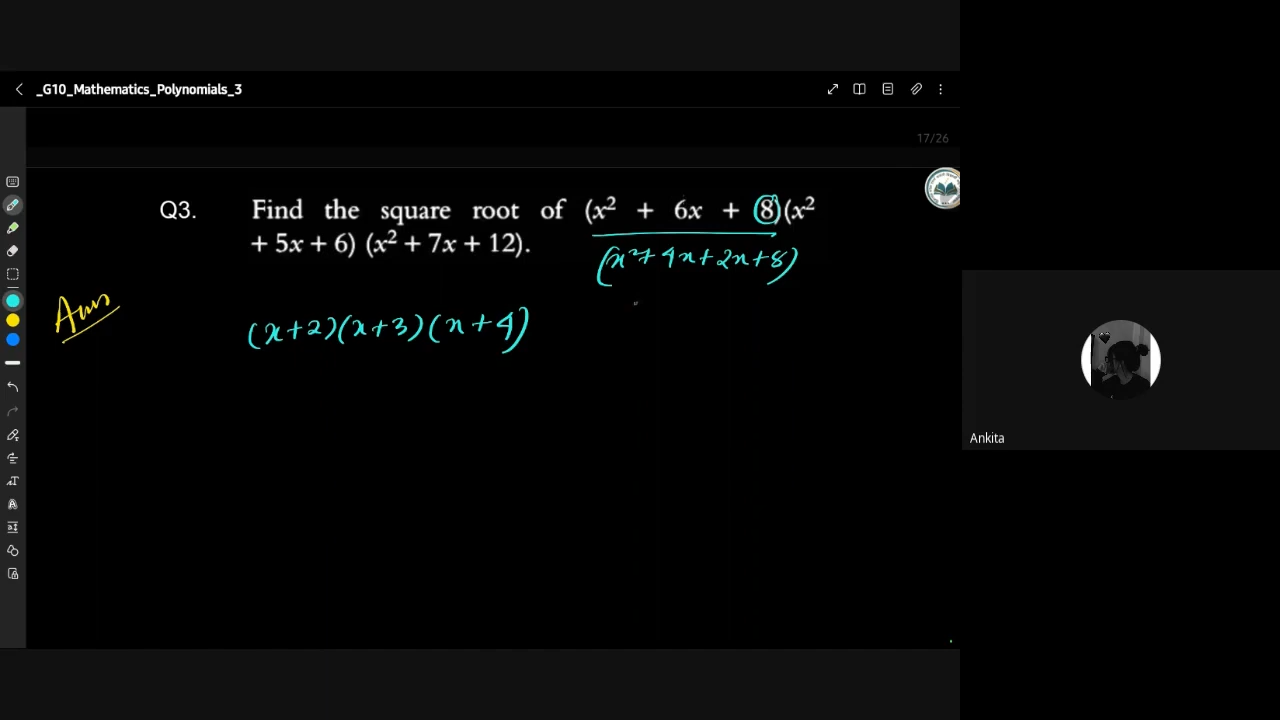 _G10_Mathematics_Polynomials_3
17/26
Q3. Find the square root of (x² + 6x + 8)(x²
+ 5x + 6) (x² + 7x + 12).
(x²+4x+2x+8)
Ans
(x+2)(x+3)(x+4)
Ankita